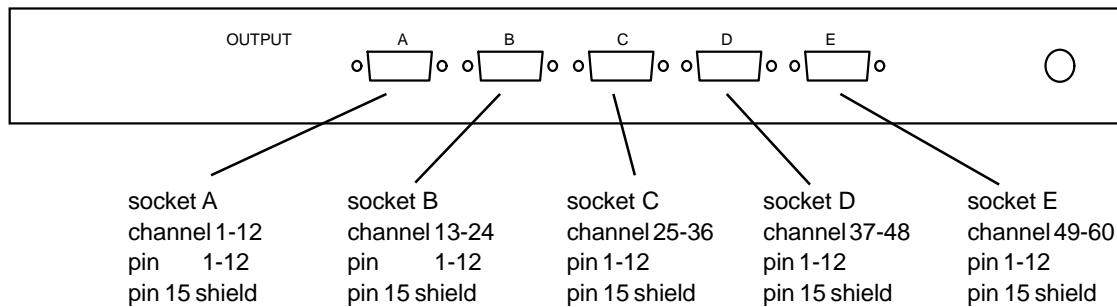 OUTPUT A B C D E
socket A
channel 1-12
pin 1-12
pin 15 shield
socket B
channel 13-24
pin 1-12
pin 15 shield
socket C
channel 25-36
pin 1-12
pin 15 shield
socket D
channel 37-48
pin 1-12
pin 15 shield
socket E
channel 49-60
pin 1-12
pin 15 shield